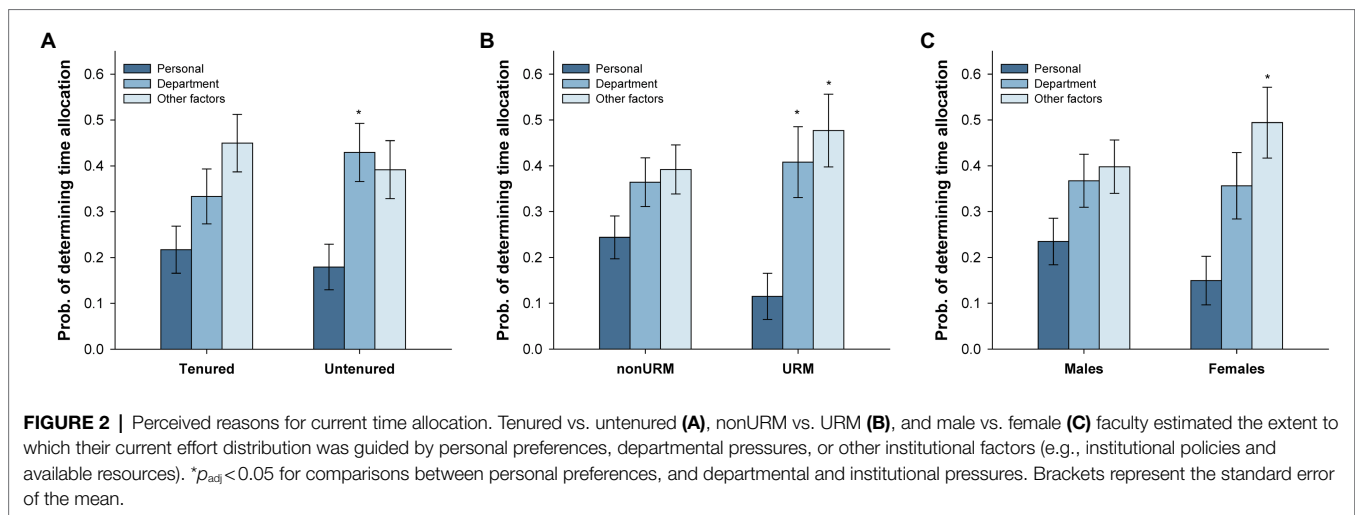 A
Prob. of determining time allocation
0.6
0.5
0.4
0.3
0.2
0.1
0.0
Personal
Department
Other factors
*
Tenured
Untenured
B
Prob. of determining time allocation
0.6
0.5
0.4
0.3
0.2
0.1
0.0
Personal
Department
Other factors
*
*
nonURM
URM
C
Prob. of determining time allocation
0.6
0.5
0.4
0.3
0.2
0.1
0.0
Personal
Department
Other factors
*
Males
Females
FIGURE 2 | Perceived reasons for current time allocation. Tenured vs. untenured (A), nonURM vs. URM (B), and male vs. female (C) faculty estimated the extent to
which their current effort distribution was guided by personal preferences, departmental pressures, or other institutional factors (e.g., institutional policies and
available resources). *padj<0.05 for comparisons between personal preferences, and departmental and institutional pressures. Brackets represent the standard error
of the mean.